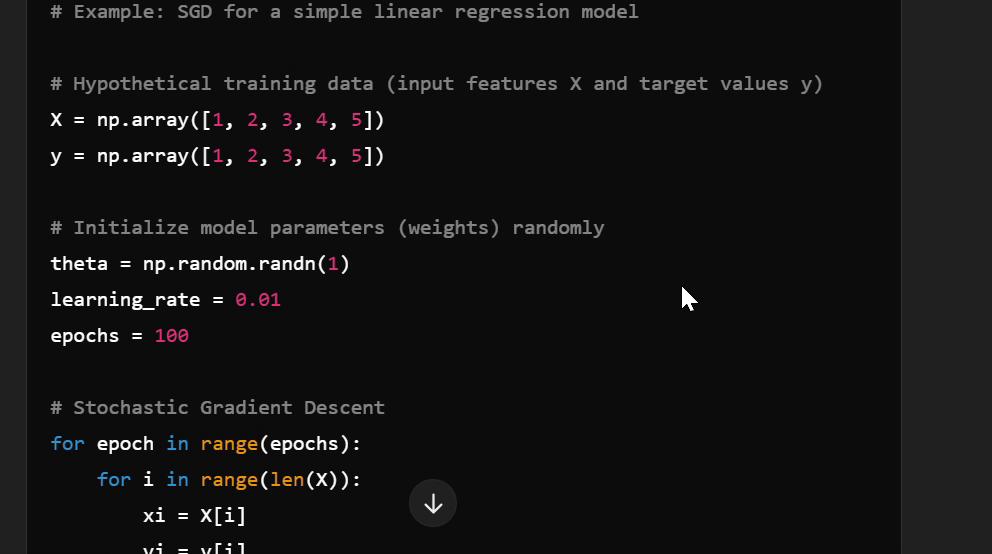 # Example: SGD for a simple linear regression model
# Hypothetical training data (input features X and target values y)
X = np.array([1, 2, 3, 4, 5])
y = np.array([1, 2, 3, 4, 5])
# Initialize model parameters (weights) randomly
theta = np.random.randn(1)
learning_rate = 0.01
epochs = 100
# Stochastic Gradient Descent
for epoch in range(epochs):
    for i in range(len(X)):
        xi = X[i]
        yi = y[i]